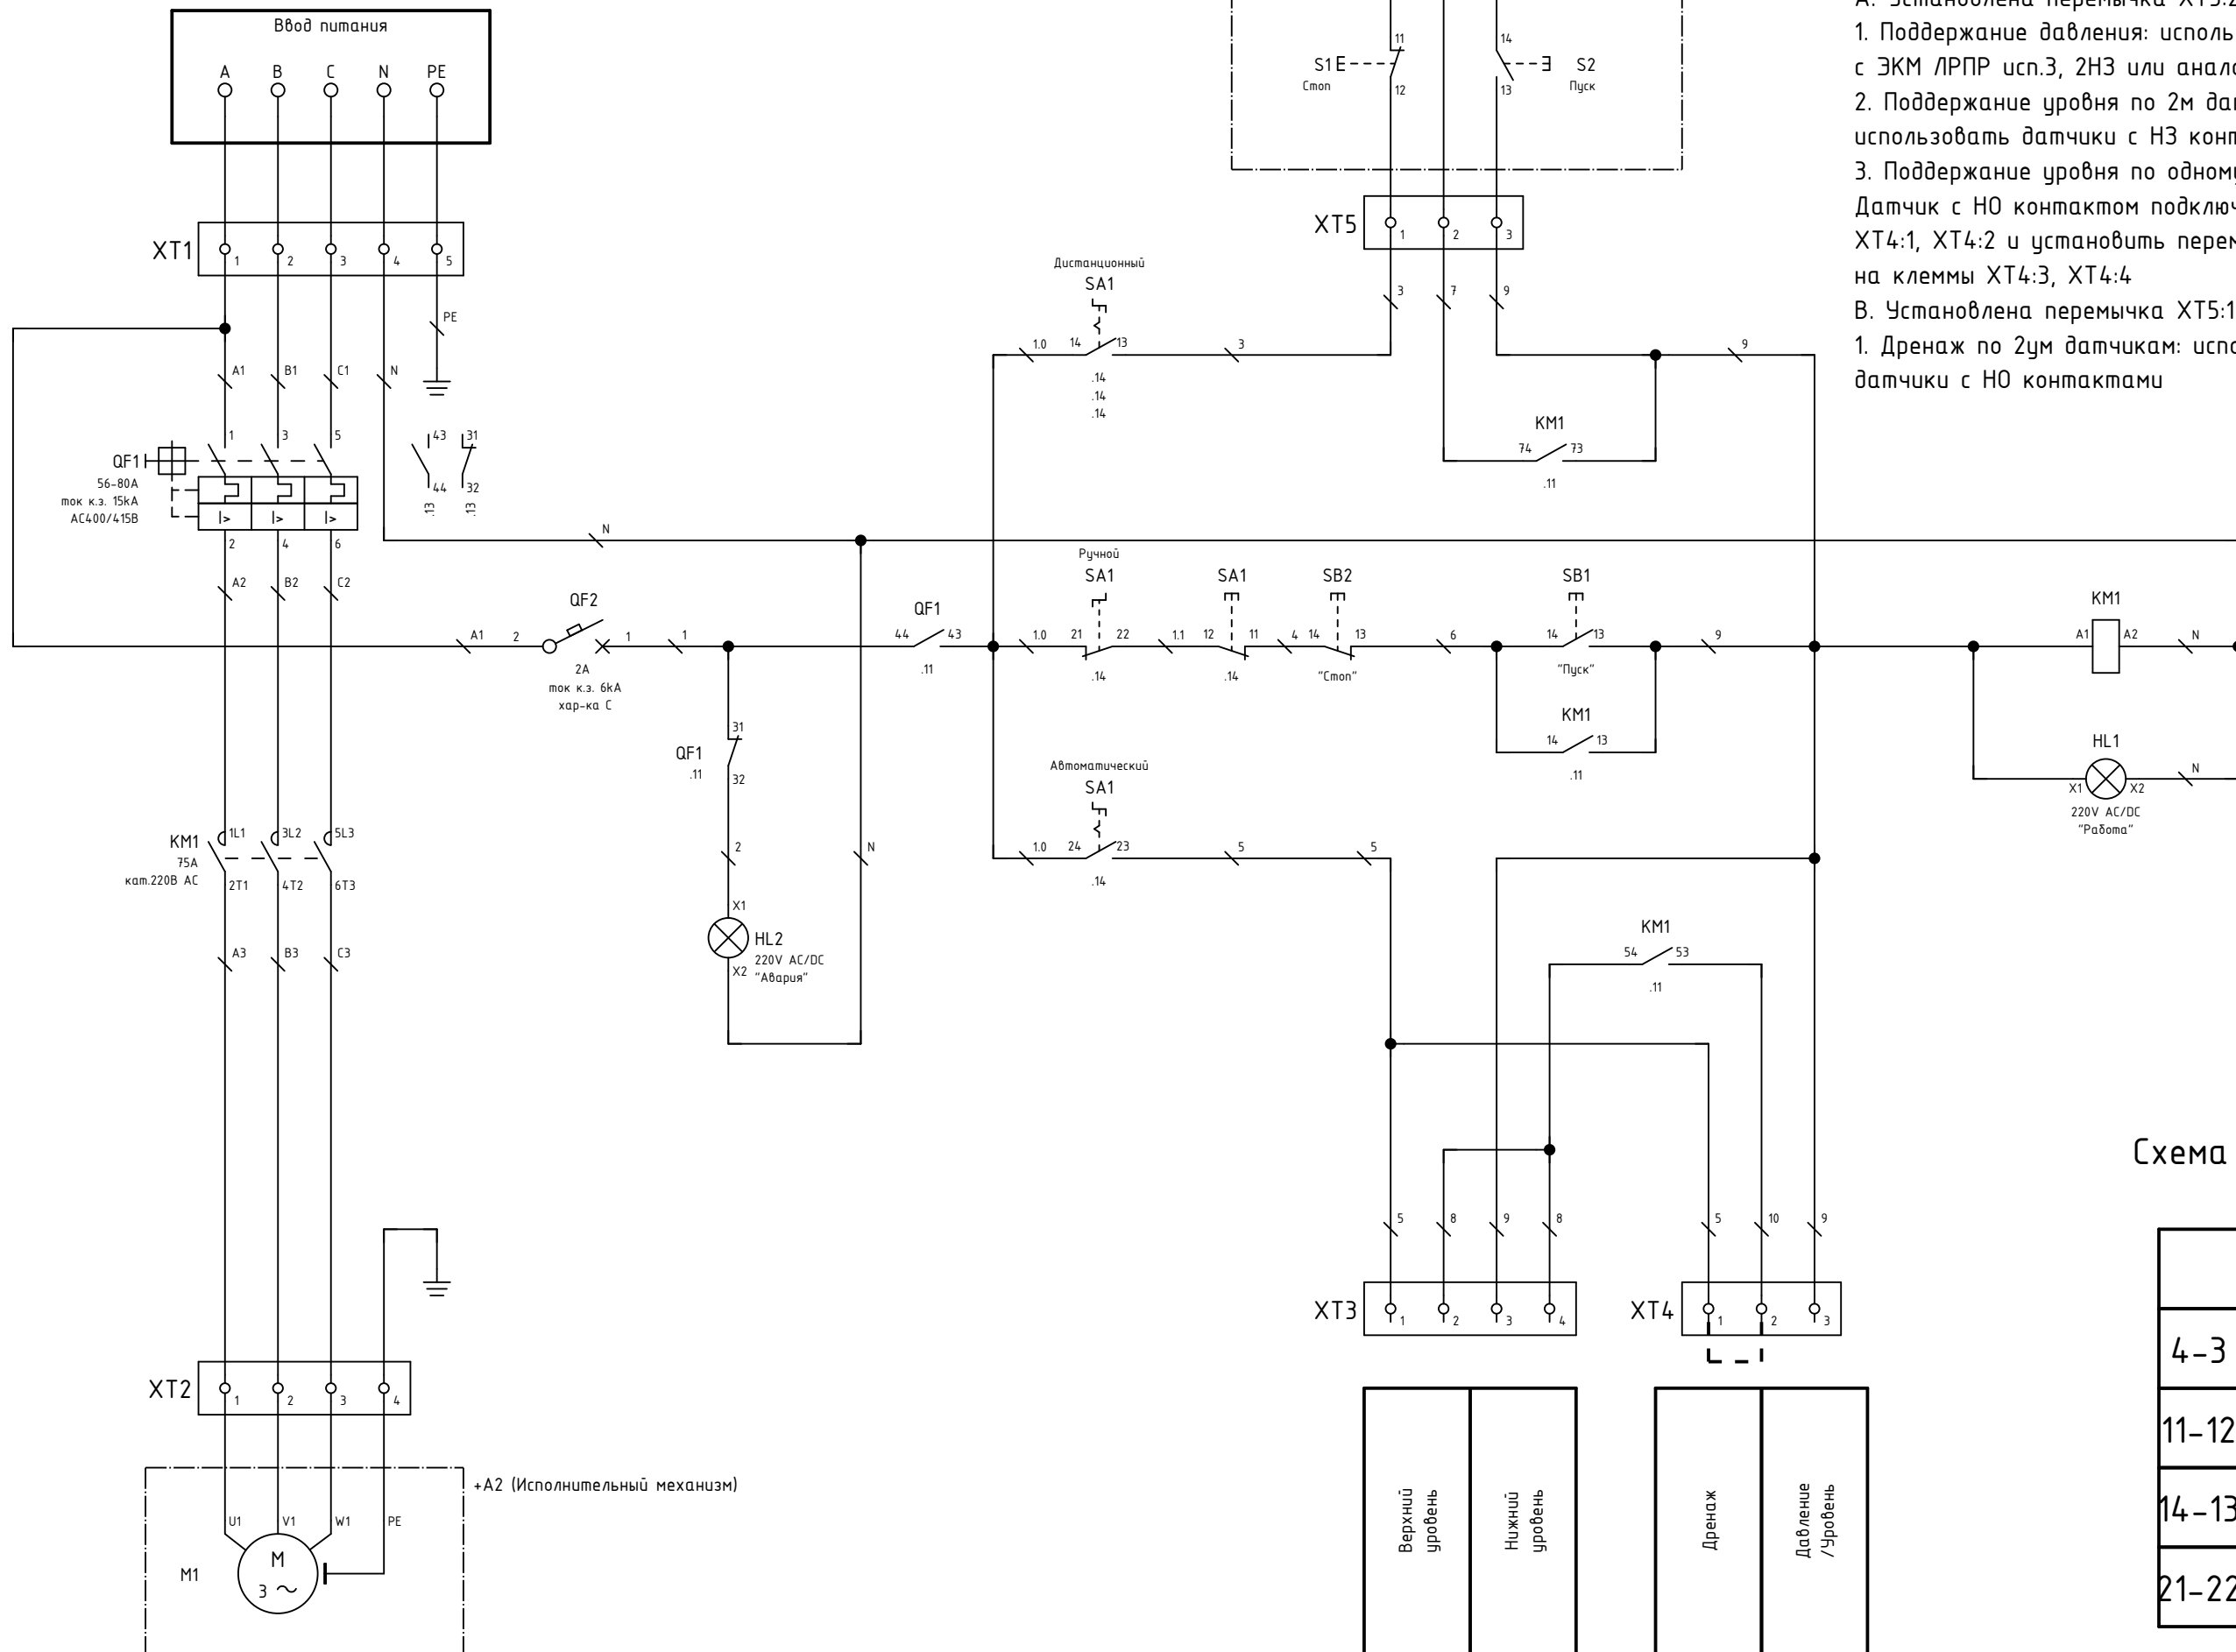 Ввод питания
A B C N PE
XT1
1 2 3 4 5
PE
A1 B1 C1 N
QF1
56-80А
ток к.з. 15kA
AC400/415В
1 3 5
I> I> I>
2 4 6
43 31
44 32
.13 .13
A2 B2 C2
N
KM1
75A
кат.220В AC
1L1 3L2 5L3
2T1 4T2 6T3
A3 B3 C3
XT2
1 2 3 4
+A2 (Исполнительный механизм)
U1 V1 W1 PE
M1
M
3
A1 2
QF2
1 1
2A
ток к.з. 6kA
хар-ка C
QF1
.11
31
32
2
N
X1
HL2
220V AC/DC
X2 "Авария"
QF1
44 43
.11
S1
Стоп
11
12
14
13
S2
Пуск
XT5
1 2 3
3 7 9
Дистанционный
SA1
1.0 14 13 3
.14
.14
.14
9
KM1
74 73
.11
Ручной
SA1 SA1 SB2 SB1
1.0 21 22 1.1 12 11 4 14 13 6 14 13 9
.14 .14 "Стоп" "Пуск"
KM1
14 13
.11
Автоматический
SA1
1.0 24 23 5 5
.14
KM1
54 53
.11
5 8 9 8 5 10 9
XT3
1 2 3 4
XT4
1 2 3
Верхний
уровень
Нижний
уровень
Дренаж
Давление
/Уровень
KM1
A1 A2 N
HL1
X1 X2 N
220V AC/DC
"Работа"
1. Поддержание давления: исполь
с ЭКМ ЛРПР исп.3, 2НЗ или анало
2. Поддержание уровня по 2м да
использовать датчики с НЗ конт
3. Поддержание уровня по одному
Датчик с НО контактом подключ
XT4:1, XT4:2 и установить перем
на клеммы XT4:3, XT4:4
В. Установлена перемычка XT5:1
1. Дренаж по 2ум датчикам: испо
датчики с НО контактами
Схема
4-3
11-12
14-13
21-22